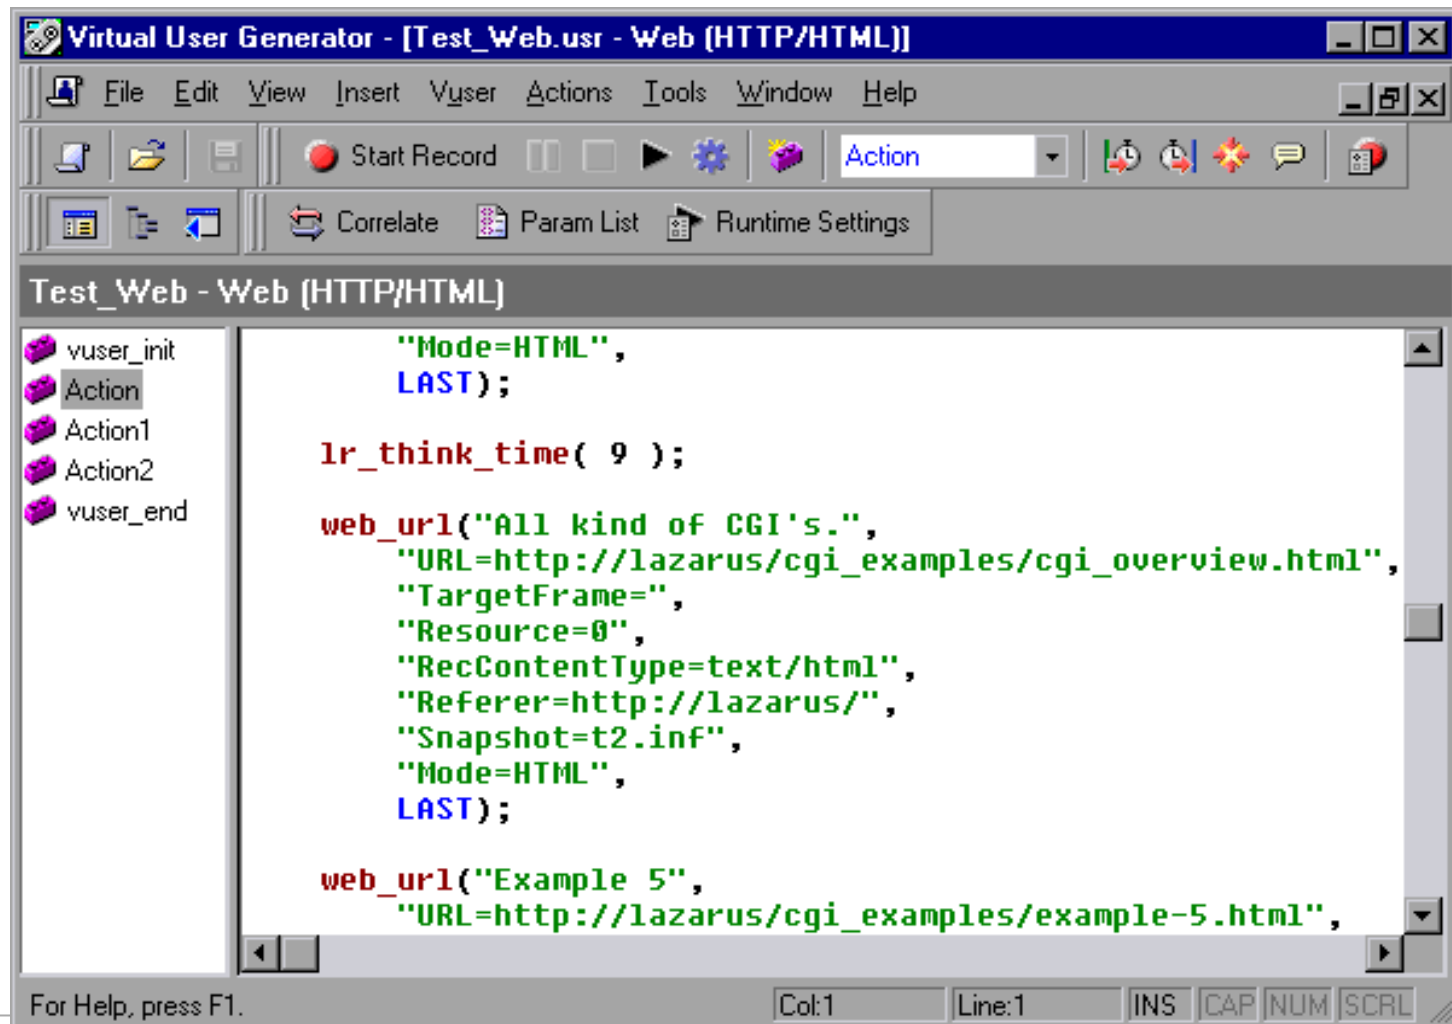 Virtual User Generator - [Test_Web.usr - Web (HTTP/HTML)]
File Edit View Insert Vuser Actions Tools Window Help
Start Record Action
Correlate Param List Runtime Settings
Test_Web - Web (HTTP/HTML)
vuser_init
Action
Action1
Action2
vuser_end
"Mode=HTML",
LAST);
lr_think_time( 9 );
web_url("All kind of CGI's.",
"URL=http://lazarus/cgi_examples/cgi_overview.html",
"TargetFrame=",
"Resource=0",
"RecContentType=text/html",
"Referer=http://lazarus/",
"Snapshot=t2.inf",
"Mode=HTML",
LAST);
web_url("Example 5",
"URL=http://lazarus/cgi_examples/example-5.html",
For Help, press F1. Col:1 Line:1 INS CAP NUM SCRL